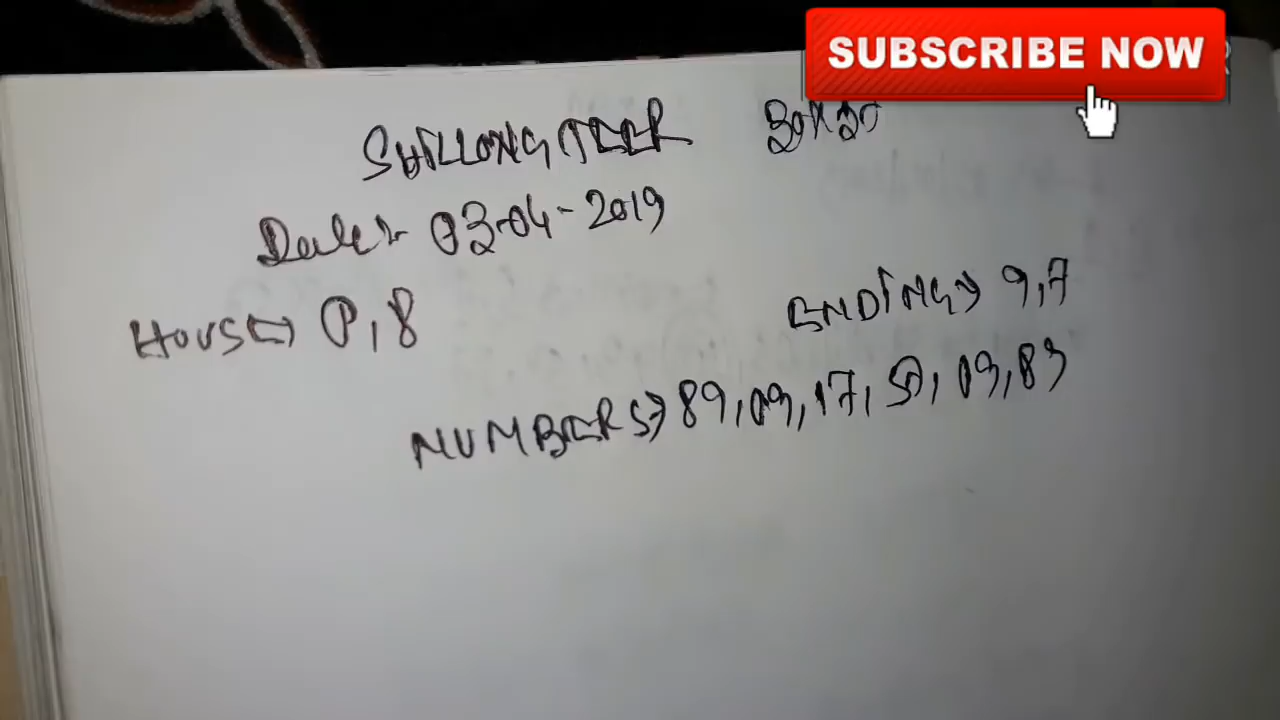 SUBSCRIBE NOW
SHILLONG TEER
Date:- 03-04-2019
HOUSE→ 0,8
ENDING→ 9,7
NUMBERS→ 89,09,17,50,03,83